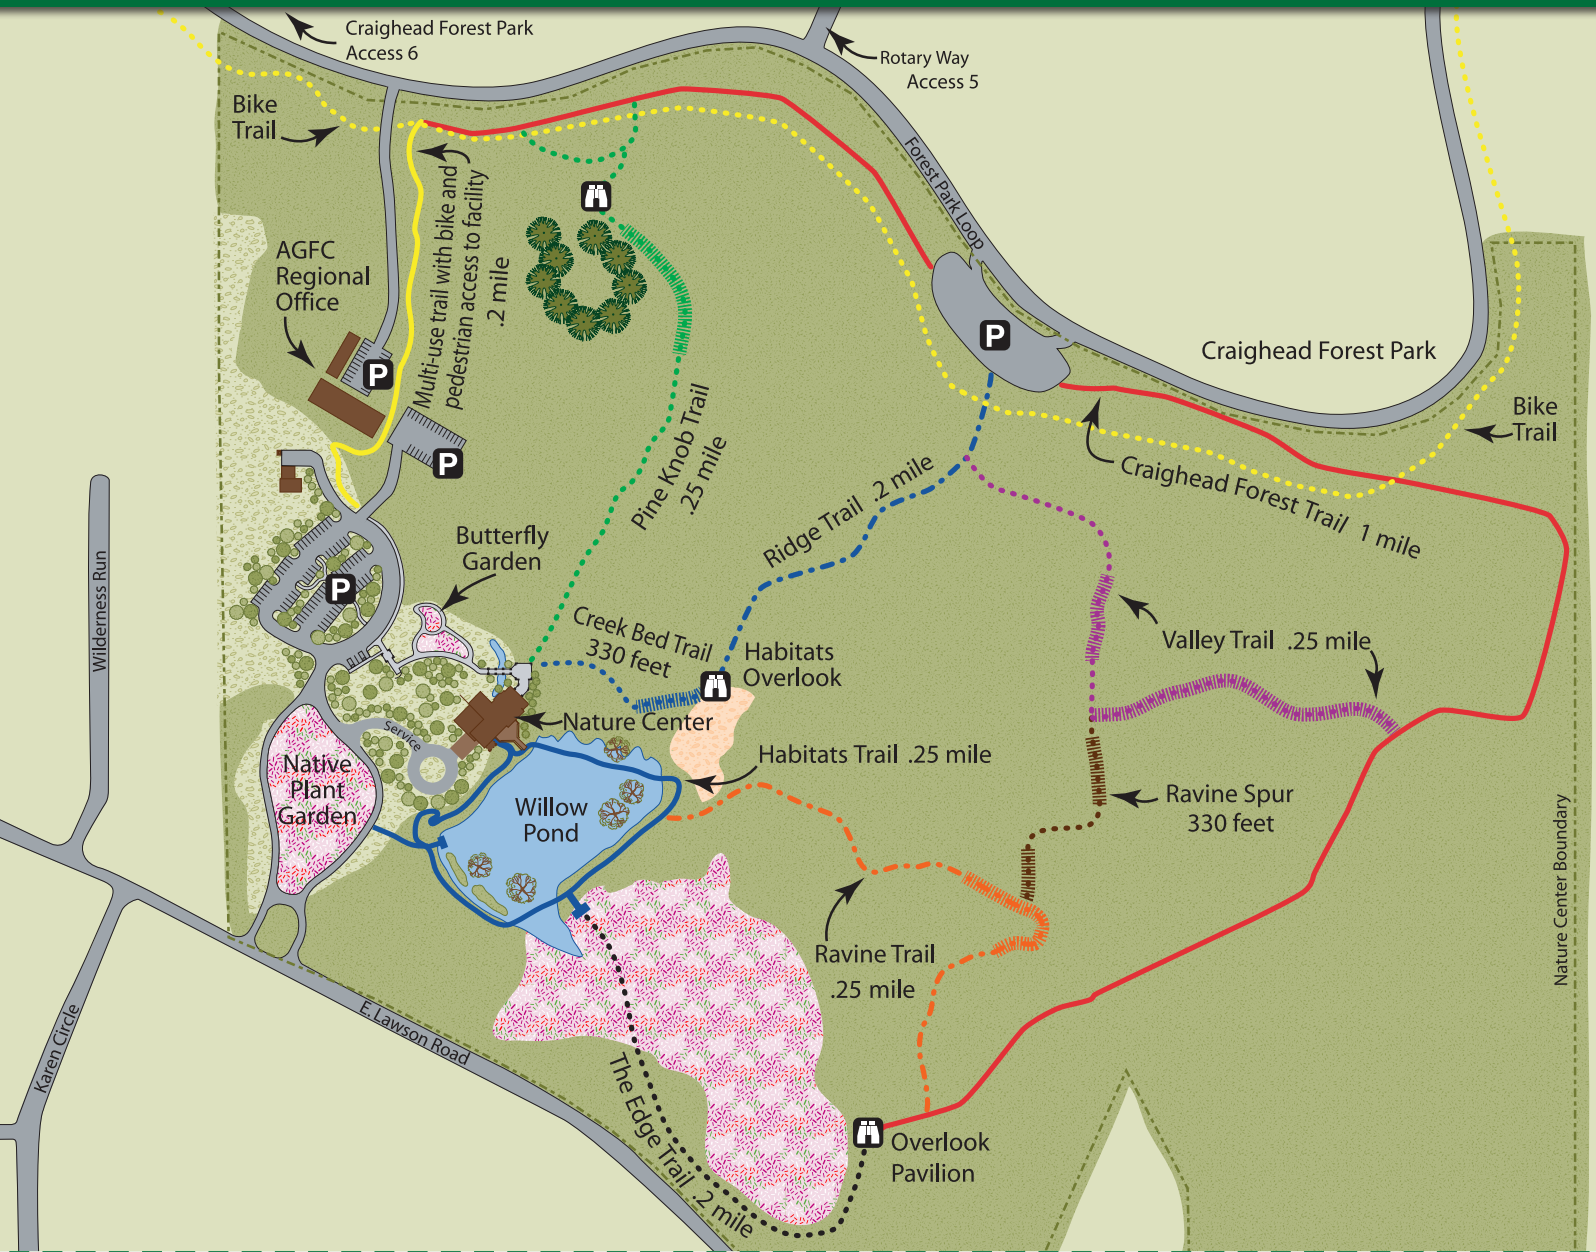 Craighead Forest Park
Access 6
Rotary Way
Access 5
Bike
Trail
Forest Park Loop
Multi-use trail with bike and
pedestrian access to facility
.2 mile
AGFC
Regional
Office
P
P
P
P
Craighead Forest Park
Bike
Trail
Pine Knob Trail
.25 mile
Ridge Trail .2 mile
Craighead Forest Trail 1 mile
Butterfly
Garden
Wilderness Run
Creek Bed Trail
330 feet
Habitats
Overlook
Valley Trail .25 mile
Nature Center
Service
Habitats Trail .25 mile
Native
Plant
Garden
Willow
Pond
Ravine Spur
330 feet
Nature Center Boundary
Ravine Trail
.25 mile
E. Lawson Road
Karen Circle
The Edge Trail .2 mile
Overlook
Pavilion